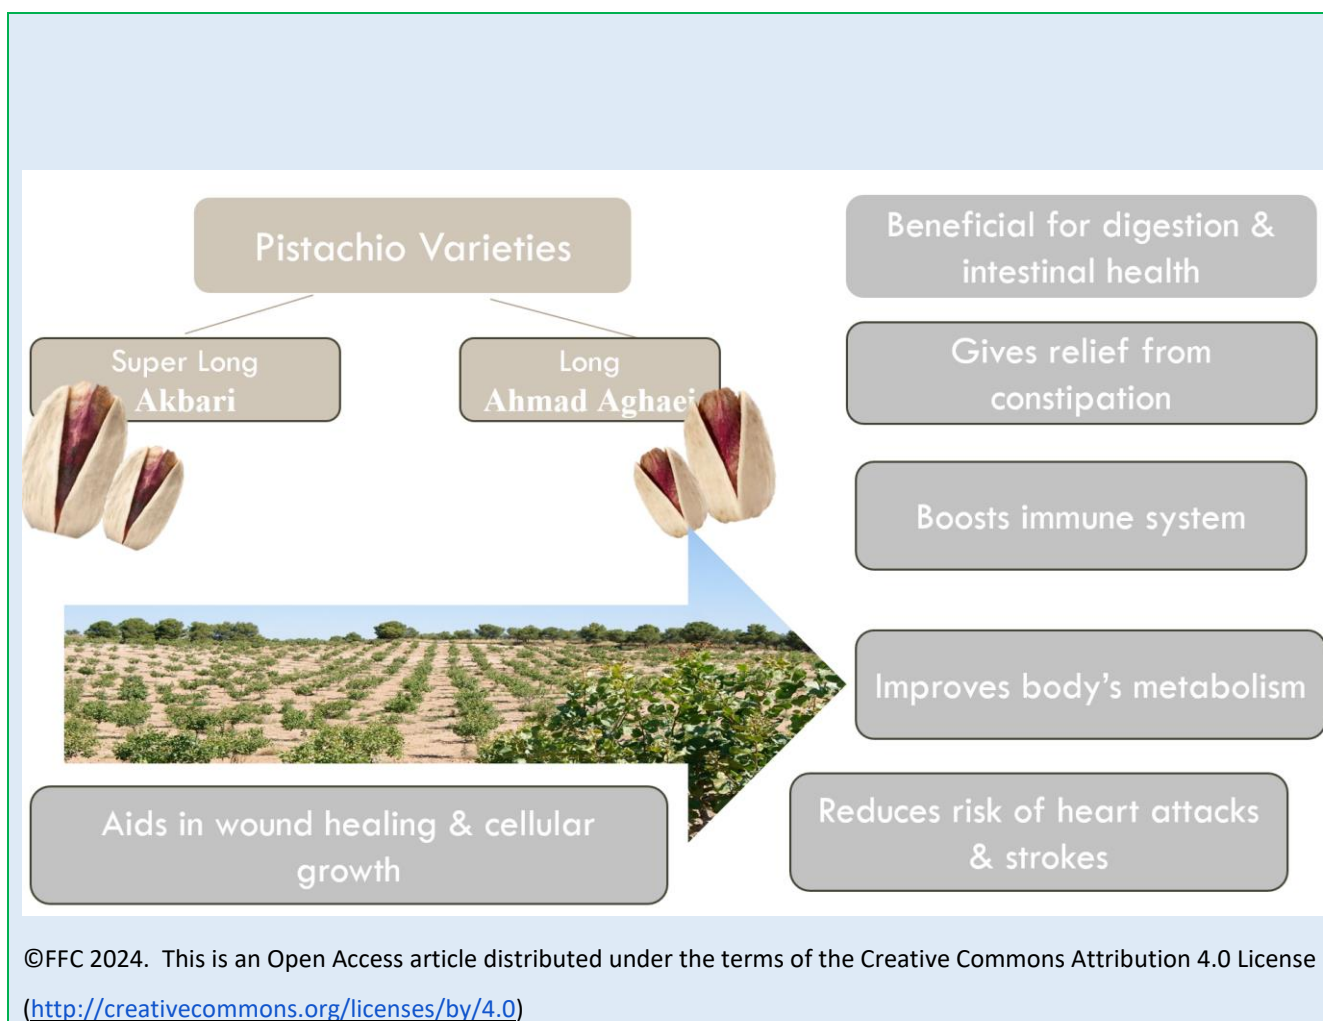 Pistachio Varieties
Super Long
Akbari
Long
Ahmad Aghaei
Beneficial for digestion &
intestinal health
Gives relief from
constipation
Boosts immune system
Improves body’s metabolism
Reduces risk of heart attacks
& strokes
Aids in wound healing & cellular
growth
©FFC 2024. This is an Open Access article distributed under the terms of the Creative Commons Attribution 4.0 License
(http://creativecommons.org/licenses/by/4.0)